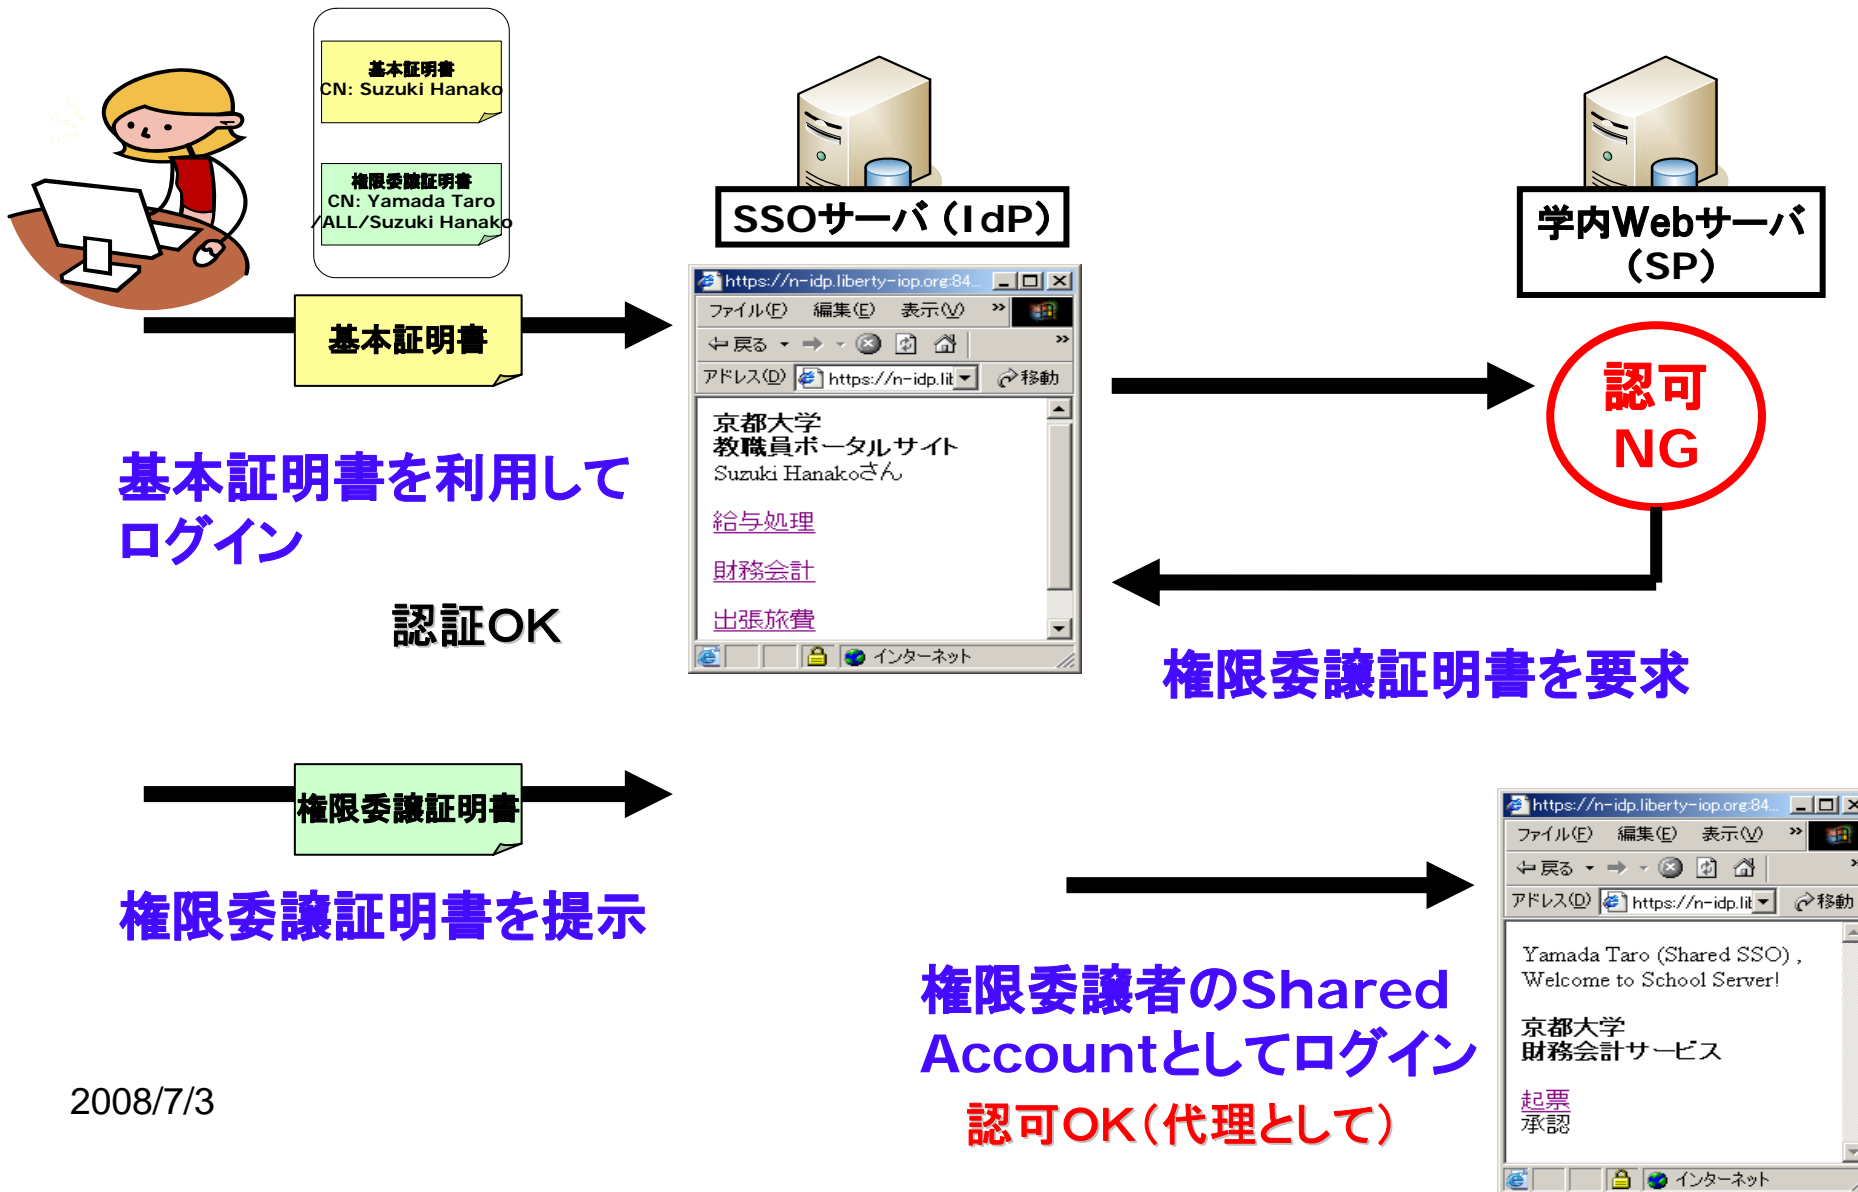 基本証明書
CN: Suzuki Hanako
権限委譲証明書
CN: Yamada Taro
/ALL/Suzuki Hanako
SSOサーバ（IdP）
学内Webサーバ
（SP）
基本証明書
https://n-idp.liberty-iop.org:84...
ファイル(F) 編集(E) 表示(V) »
戻る »
アドレス(D) https://n-idp.lit 移動
京都大学
教職員ポータルサイト
Suzuki Hanakoさん
給与処理
財務会計
出張旅費
インターネット
認可
NG
基本証明書を利用して
ログイン
認証OK
権限委譲証明書を要求
権限委譲証明書
権限委譲証明書を提示
権限委譲者のShared
Accountとしてログイン
認可OK（代理として）
https://n-idp.liberty-iop.org:84...
ファイル(F) 編集(E) 表示(V) »
戻る »
アドレス(D) https://n-idp.lit 移動
Yamada Taro (Shared SSO) ,
Welcome to School Server!
京都大学
財務会計サービス
起票
承認
インターネット
2008/7/3